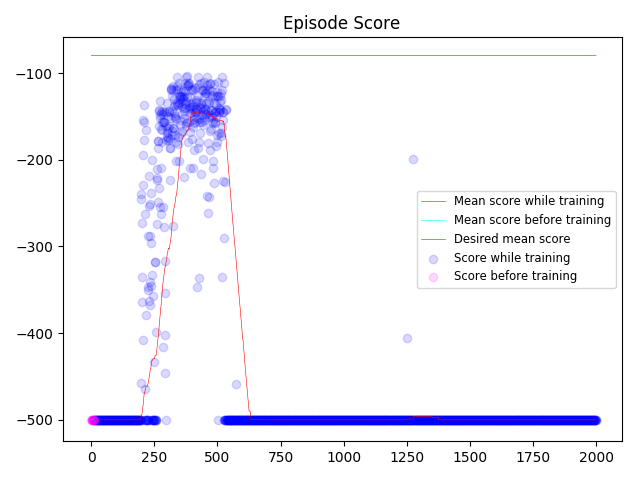 Episode Score
−100
−200
−300
−400
−500
Mean score while training
Mean score before training
Desired mean score
Score while training
Score before training
0
250
500
750
1000
1250
1500
1750
2000